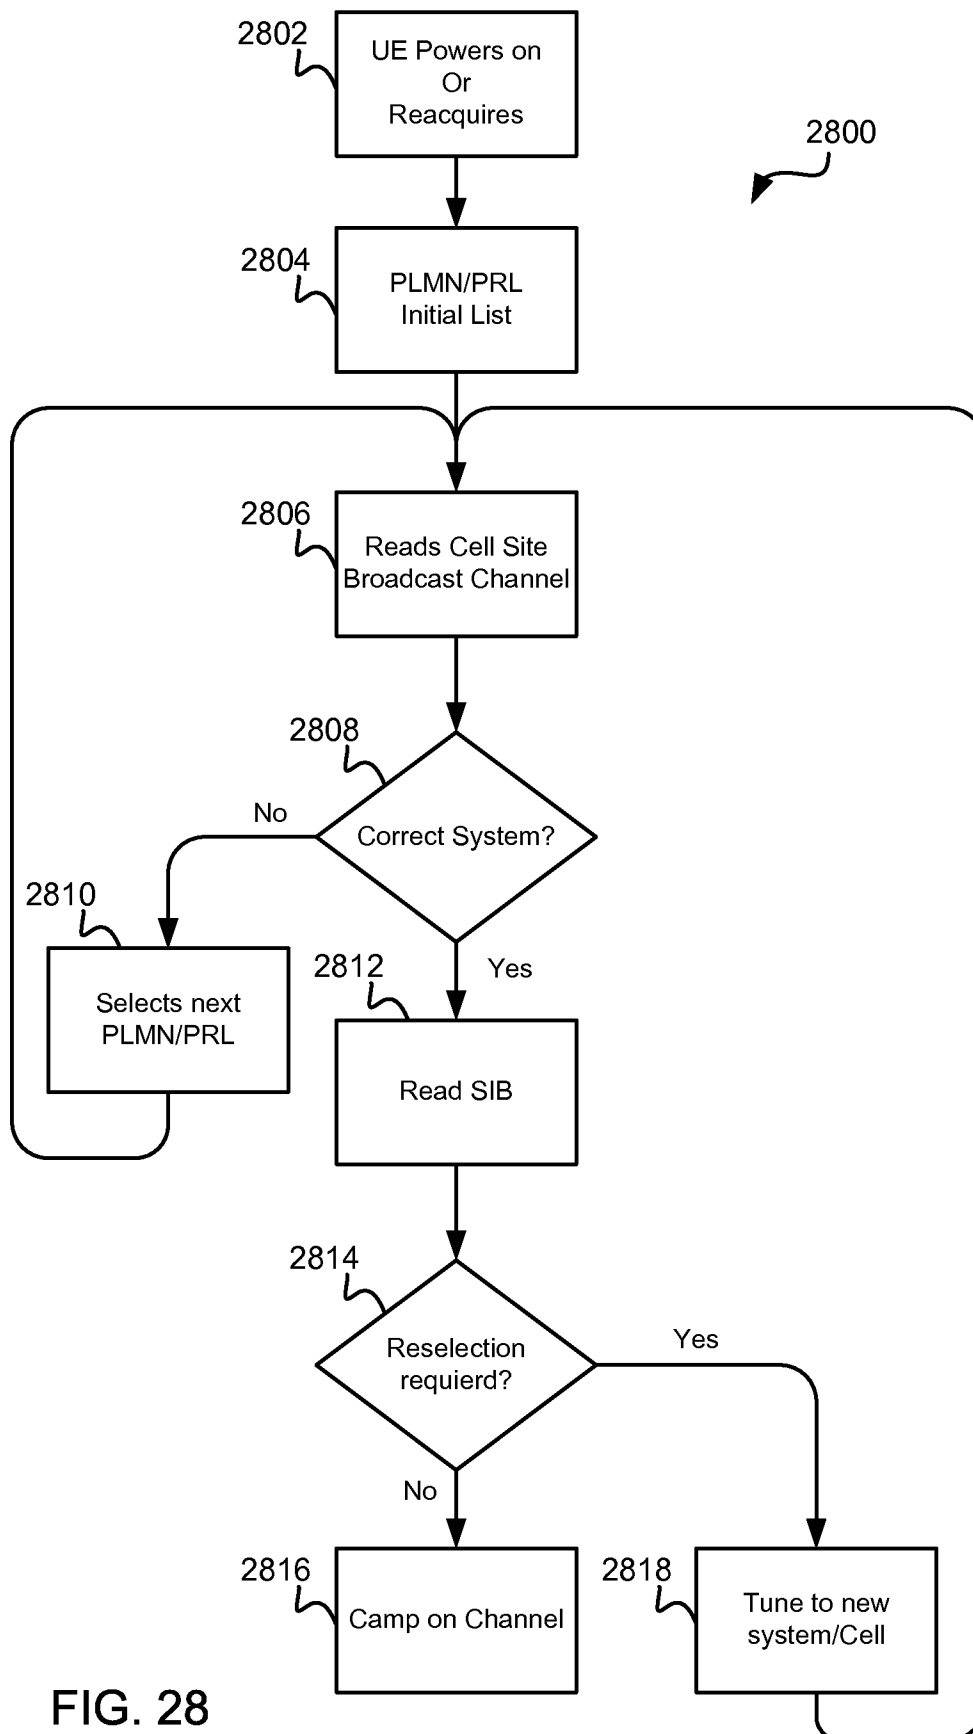 2802
UE Powers on
Or
Reacquires
2800
2804
PLMN/PRL
Initial List
2806
Reads Cell Site
Broadcast Channel
2808
Correct System?
No
Yes
2810
Selects next
PLMN/PRL
2812
Read SIB
2814
Reselection
requierd?
Yes
No
2816
Camp on Channel
2818
Tune to new
system/Cell
FIG. 28